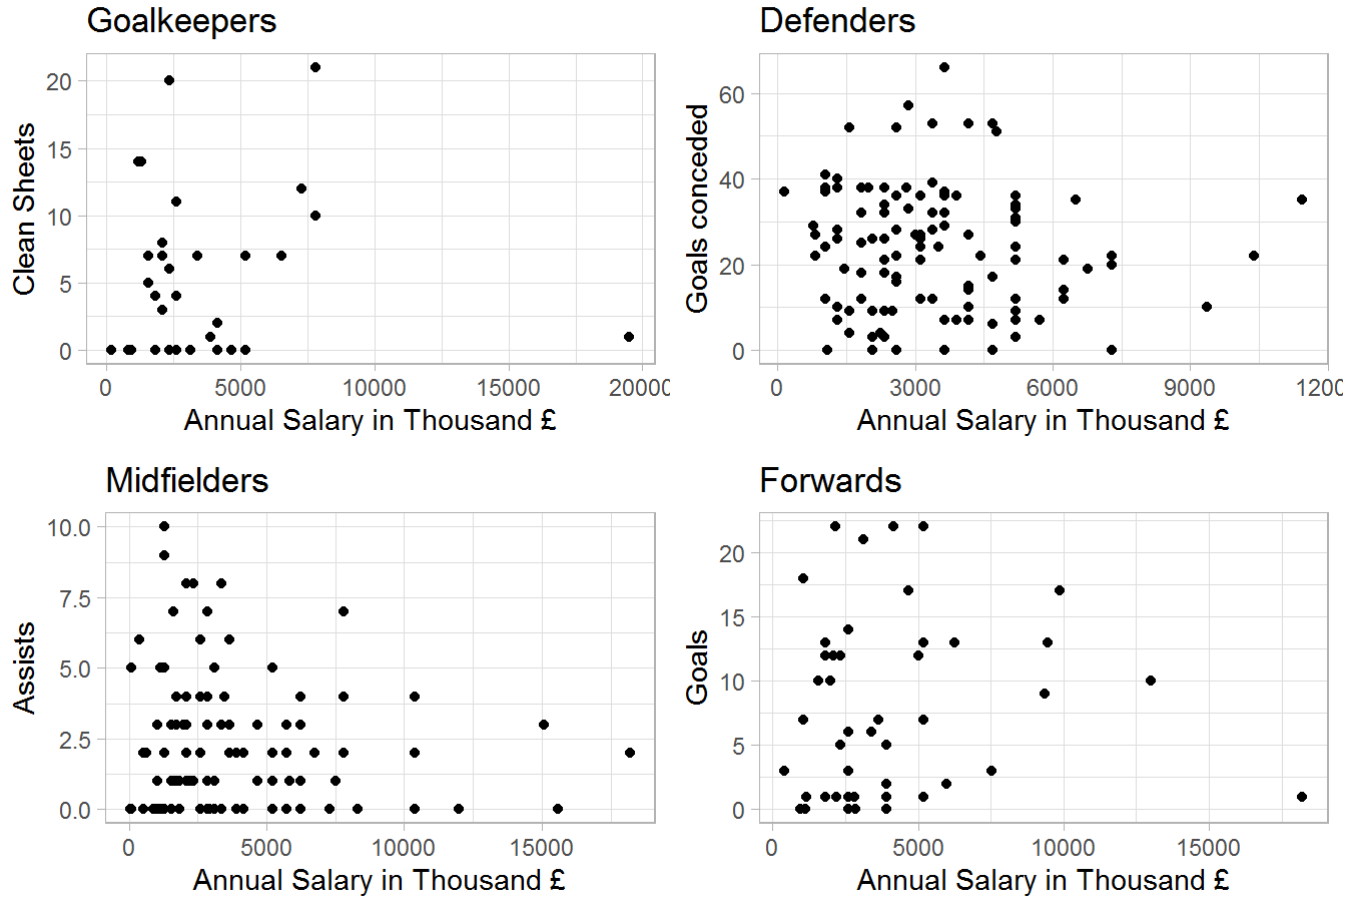 Goalkeepers
Clean Sheets
20
15
10
5
0
0 5000 10000 15000 20000
Annual Salary in Thousand £
Defenders
Goals conceded
60
40
20
0
0 3000 6000 9000 1200
Annual Salary in Thousand £
Midfielders
Assists
10.0
7.5
5.0
2.5
0.0
0 5000 10000 15000
Annual Salary in Thousand £
Forwards
Goals
20
15
10
5
0
0 5000 10000 15000
Annual Salary in Thousand £